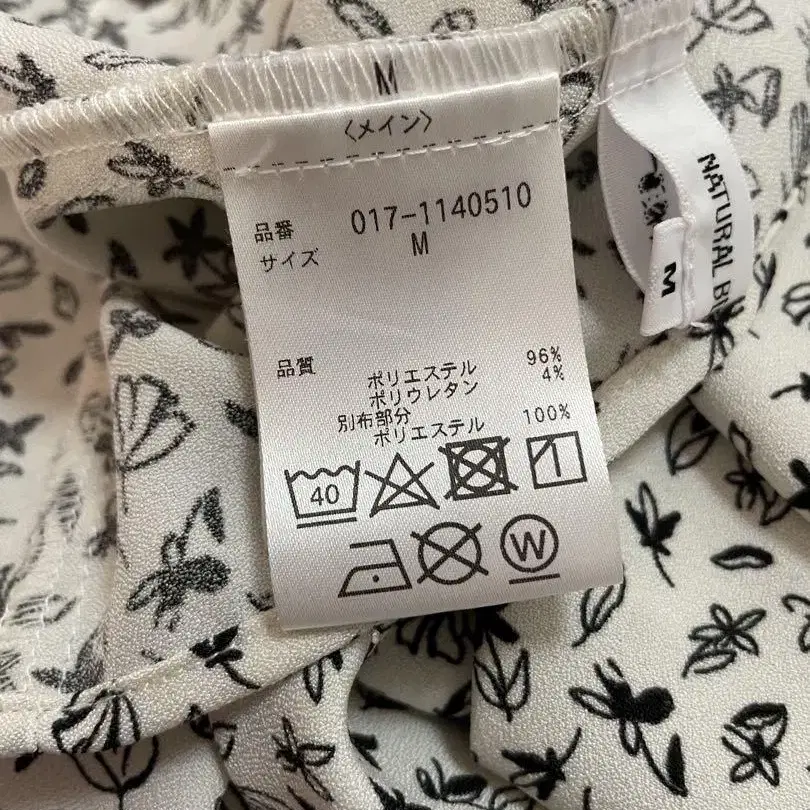 M
〈メイン〉
品番 017-1140510
サイズ M
品質 ポリエステル 96%
ポリウレタン 4%
別布部分
ポリエステル 100%
40
W
NATURAL
M